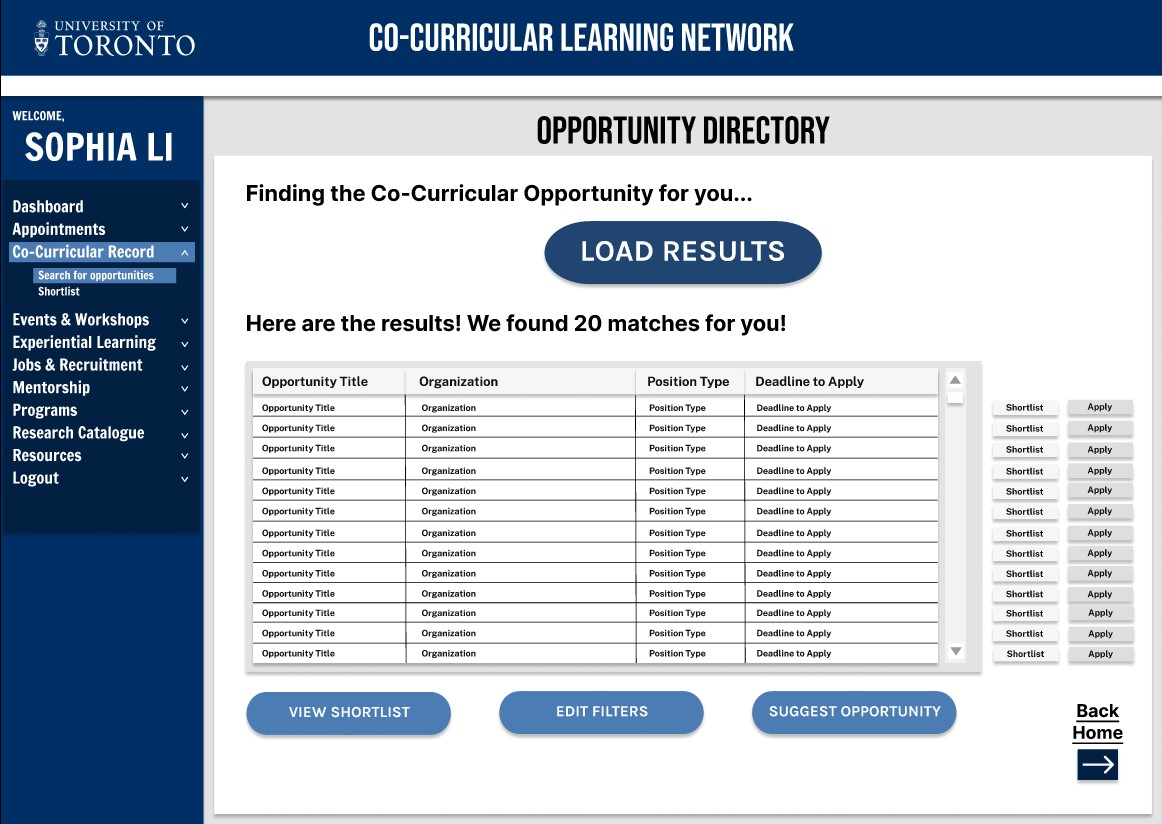 UNIVERSITY OF
TORONTO
CO-CURRICULAR LEARNING NETWORK
WELCOME,
SOPHIA LI
Dashboard
Appointments
Co-Curricular Record
Search for opportunities
Shortlist
Events & Workshops
Experiential Learning
Jobs & Recruitment
Mentorship
Programs
Research Catalogue
Resources
Logout
OPPORTUNITY DIRECTORY
Finding the Co-Curricular Opportunity for you...
LOAD RESULTS
Here are the results! We found 20 matches for you!
Opportunity Title Organization Position Type Deadline to Apply
Opportunity Title Organization Position Type Deadline to Apply Shortlist Apply
Opportunity Title Organization Position Type Deadline to Apply Shortlist Apply
Opportunity Title Organization Position Type Deadline to Apply Shortlist Apply
Opportunity Title Organization Position Type Deadline to Apply Shortlist Apply
Opportunity Title Organization Position Type Deadline to Apply Shortlist Apply
Opportunity Title Organization Position Type Deadline to Apply Shortlist Apply
Opportunity Title Organization Position Type Deadline to Apply Shortlist Apply
Opportunity Title Organization Position Type Deadline to Apply Shortlist Apply
Opportunity Title Organization Position Type Deadline to Apply Shortlist Apply
Opportunity Title Organization Position Type Deadline to Apply Shortlist Apply
Opportunity Title Organization Position Type Deadline to Apply Shortlist Apply
Opportunity Title Organization Position Type Deadline to Apply Shortlist Apply
Opportunity Title Organization Position Type Deadline to Apply Shortlist Apply
VIEW SHORTLIST EDIT FILTERS SUGGEST OPPORTUNITY
Back
Home